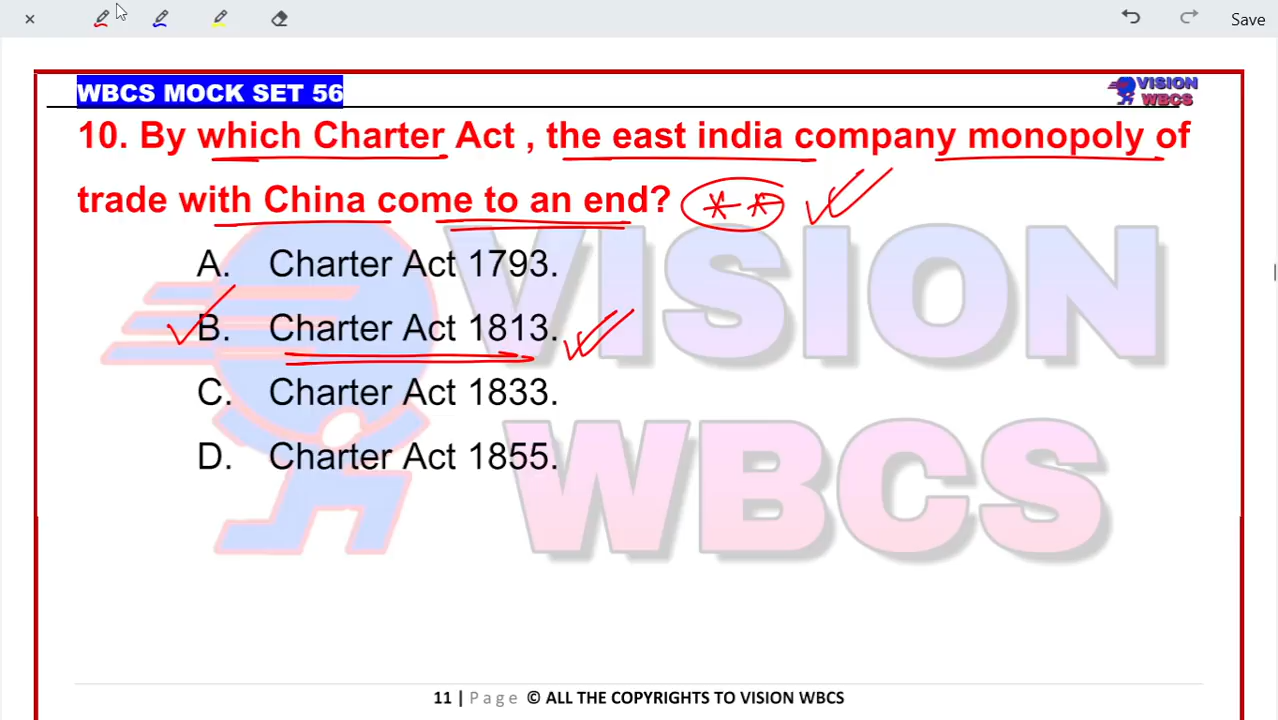 Save
WBCS MOCK SET 56
VISION
WBCS
10. By which Charter Act , the east india company monopoly of
trade with China come to an end?
A. Charter Act 1793.
B. Charter Act 1813.
C. Charter Act 1833.
D. Charter Act 1855.
VISION
WBCS
11 | Page © ALL THE COPYRIGHTS TO VISION WBCS